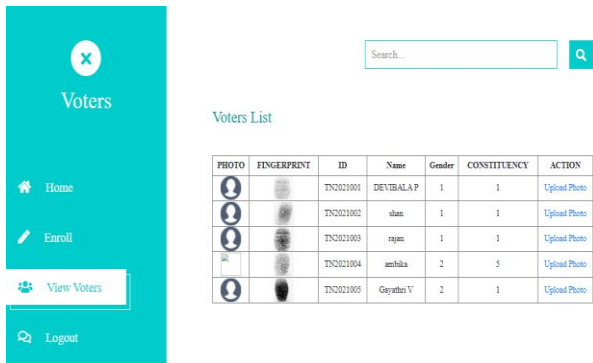 Voters
Home
Enroll
View Voters
Logout
Search...
Voters List
PHOTO FINGERPRINT ID Name Gender CONSTITUENCY ACTION
TN2021001 DEVIBALA P 1 1 Upload Photo
TN2021002 shan 1 1 Upload Photo
TN2021003 rajan 1 1 Upload Photo
TN2021004 ambika 2 5 Upload Photo
TN2021005 Gayathri V 2 1 Upload Photo